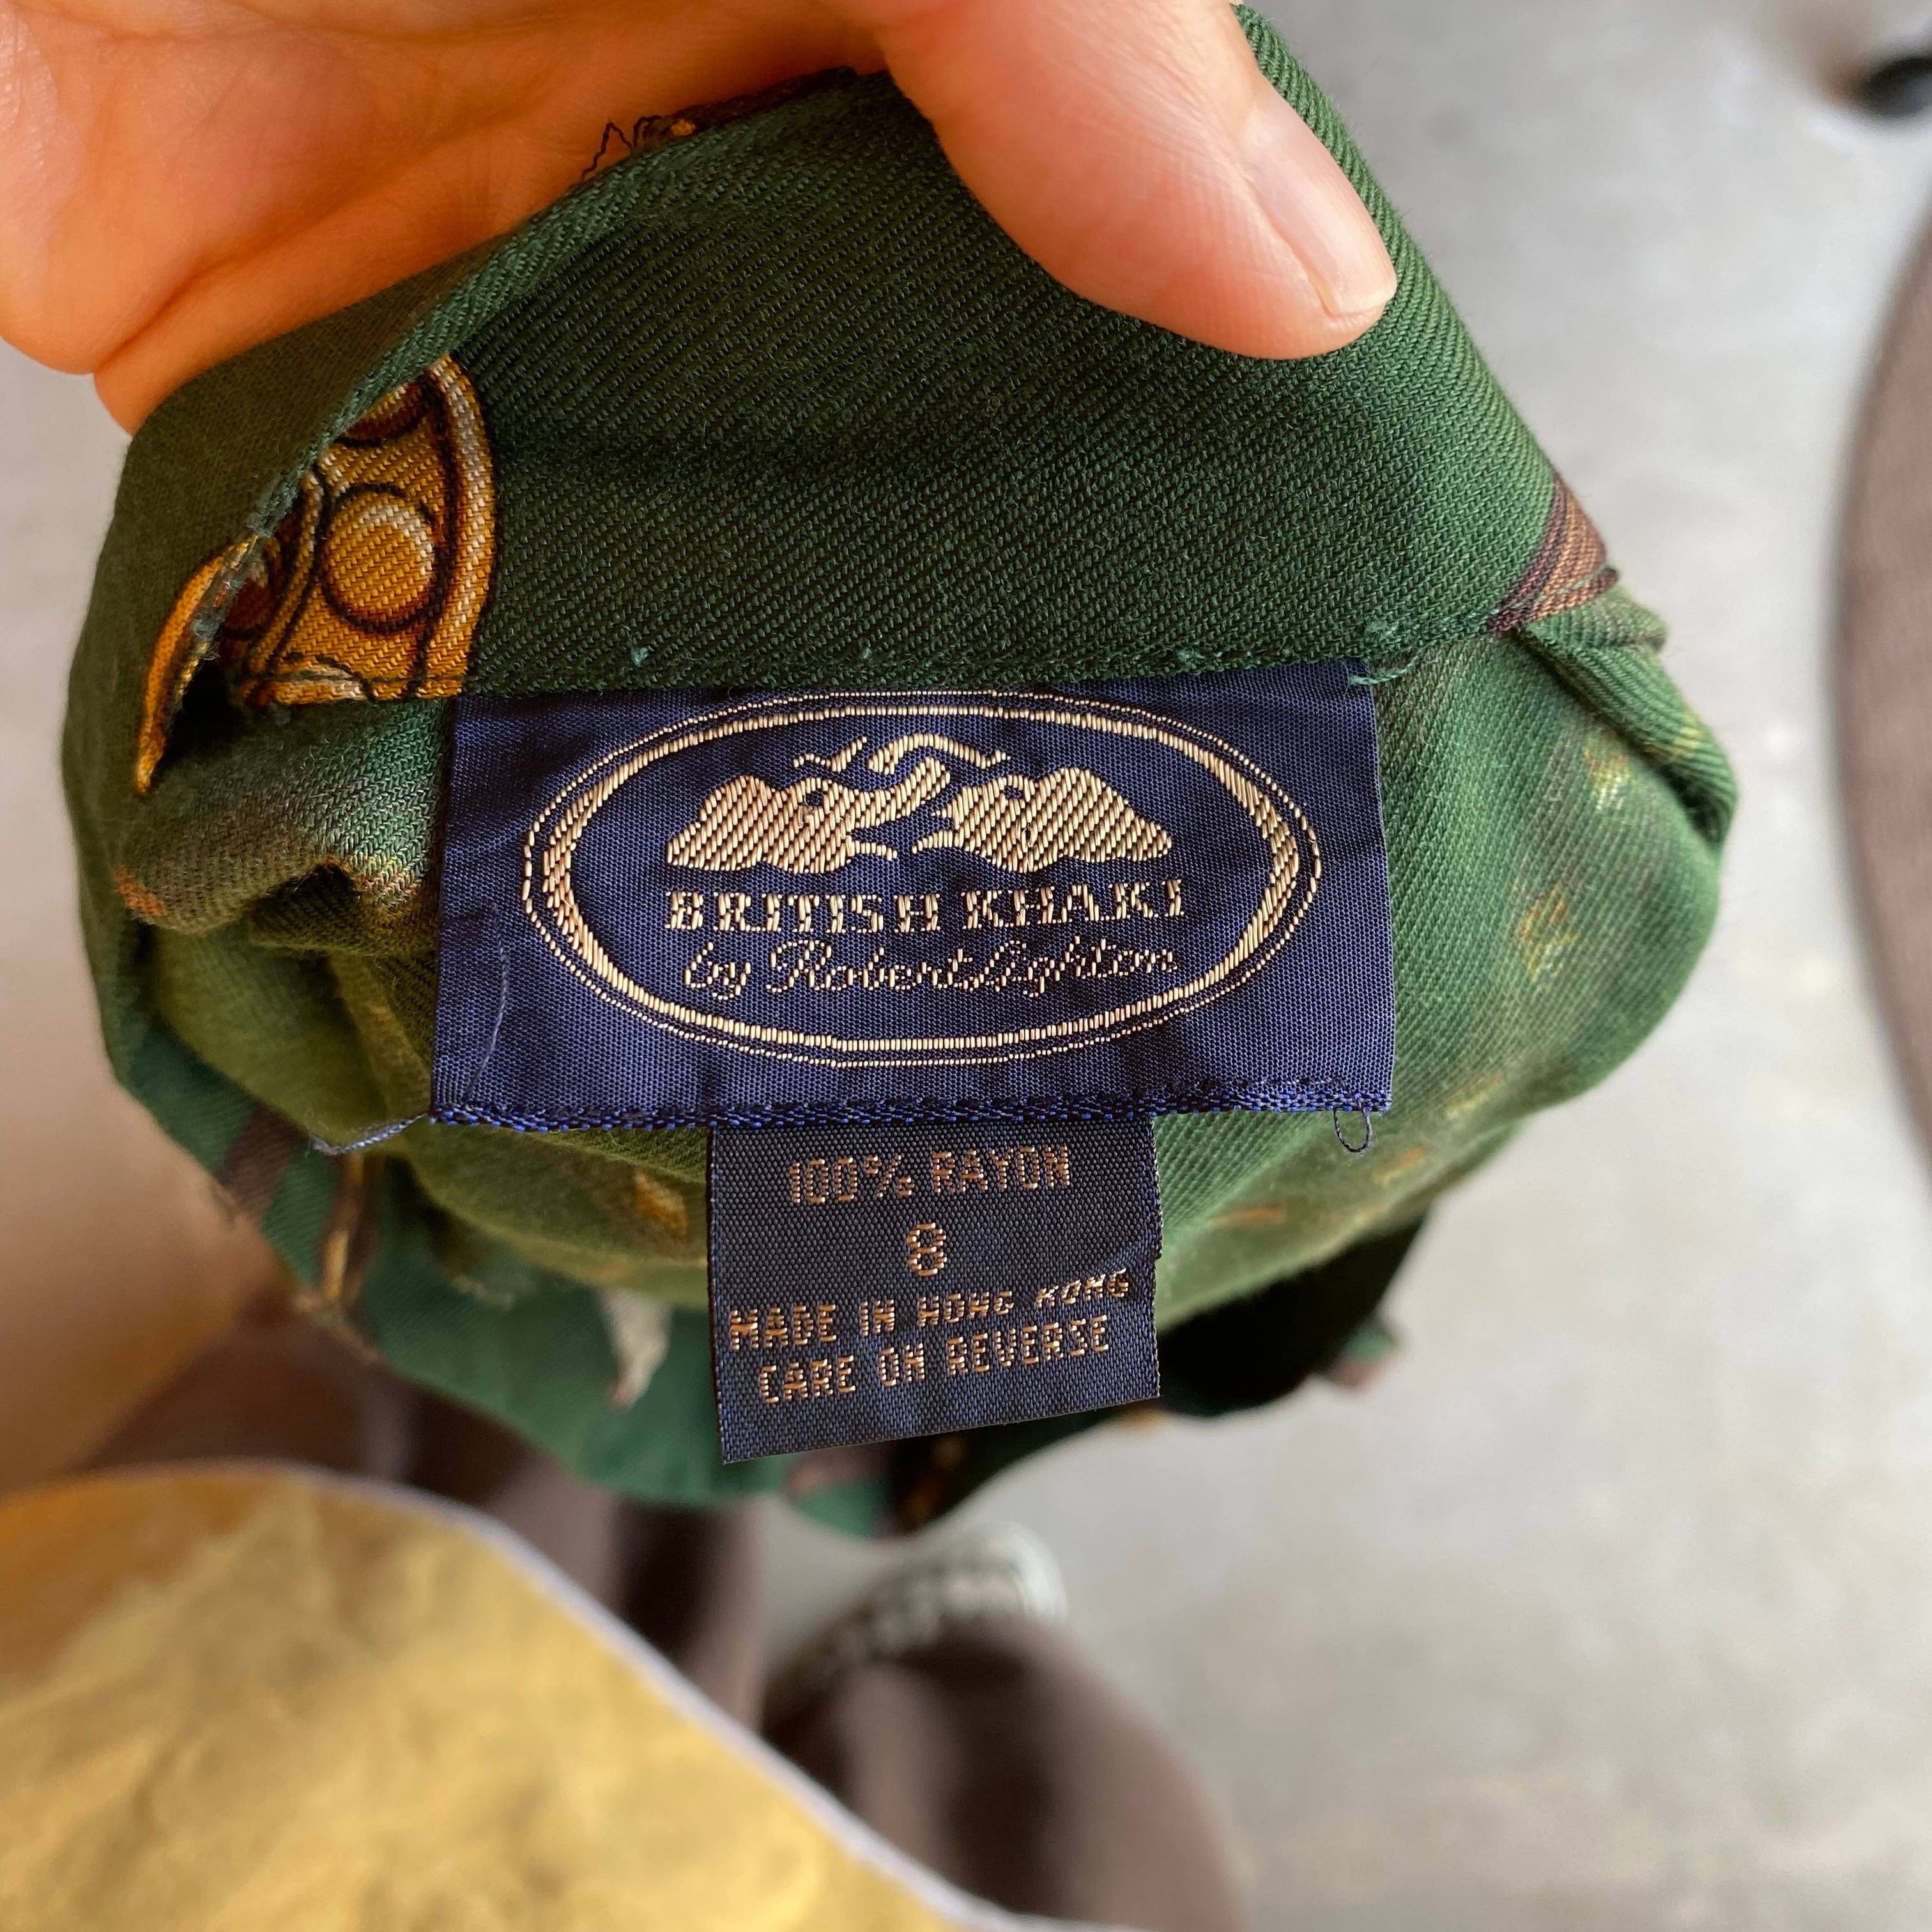 BRITISH KHAKI
by Robert Lighton
100% RAYON
8
MADE IN HONG KONG
CARE ON REVERSE